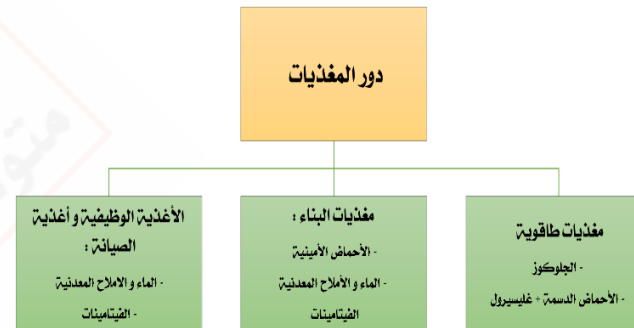 دور المغذيات
مغذيات طاقوية
- الجلوكوز
- الأحماض الدسمة + غليسيرول
مغذيات البناء :
- الأحماض الأمينية
- الماء و الأملاح المعدنية
الفيتامينات
الأغذية الوظيفية و أغذية
الصيانة :
- الماء و الاملاح المعدنية
- الفيتامينات